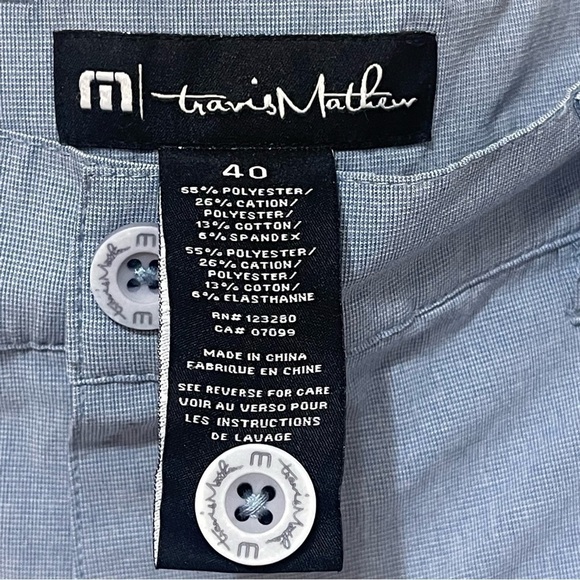 m travisMathew
40
55% POLYESTER/
26% CATION/
POLYESTER/
13% COTTON/
6% SPANDEX
55% POLYESTER/
26% CATION/
POLYESTER/
13% COTON/
6% ELASTHANNE
RN# 123280
CA# 07099
MADE IN CHINA
FABRIQUE EN CHINE
SEE REVERSE FOR CARE
VOIR AU VERSO POUR
LES INSTRUCTIONS
DE LAVAGE
m travisMathew
m travisMathew m